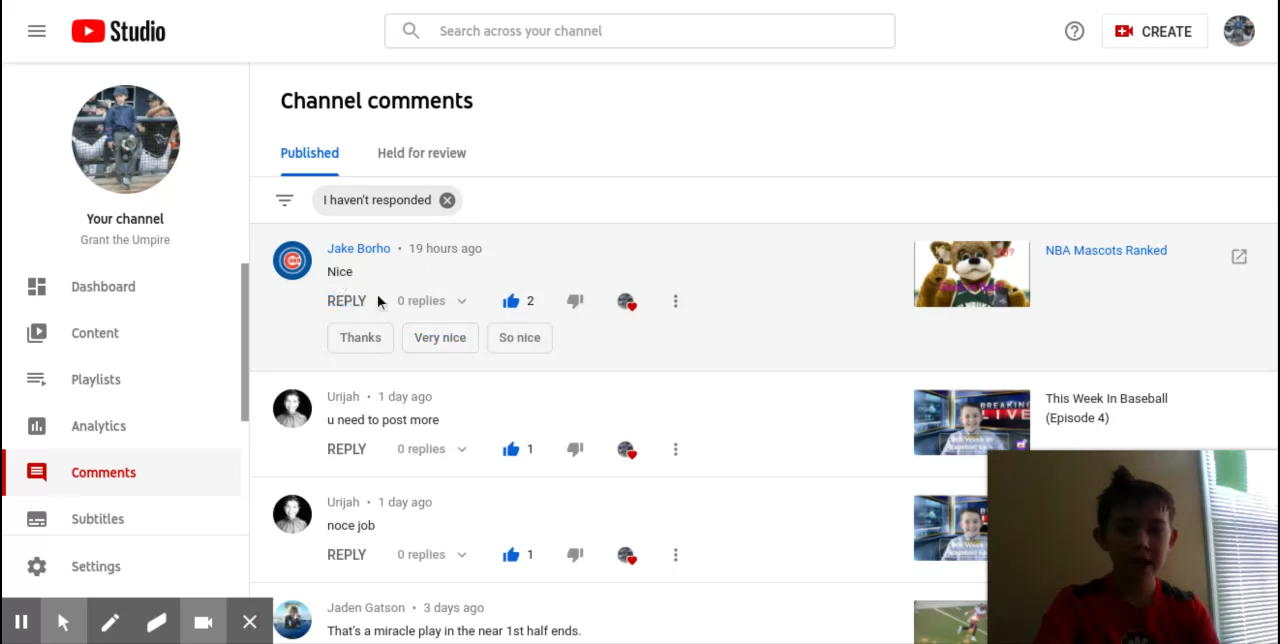 Studio
Search across your channel
CREATE
Your channel
Grant the Umpire
Dashboard
Content
Playlists
Analytics
Comments
Subtitles
Settings
Channel comments
Published
Held for review
I haven't responded
Jake Borho • 19 hours ago
Nice
REPLY 0 replies 2
Thanks Very nice So nice
NBA Mascots Ranked
Urijah • 1 day ago
u need to post more
REPLY 0 replies 1
BREAKING
LIVE
This Week In Baseball
(Episode 4)
Urijah • 1 day ago
noce job
REPLY 0 replies 1
Jaden Gatson • 3 days ago
That's a miracle play in the near 1st half ends.